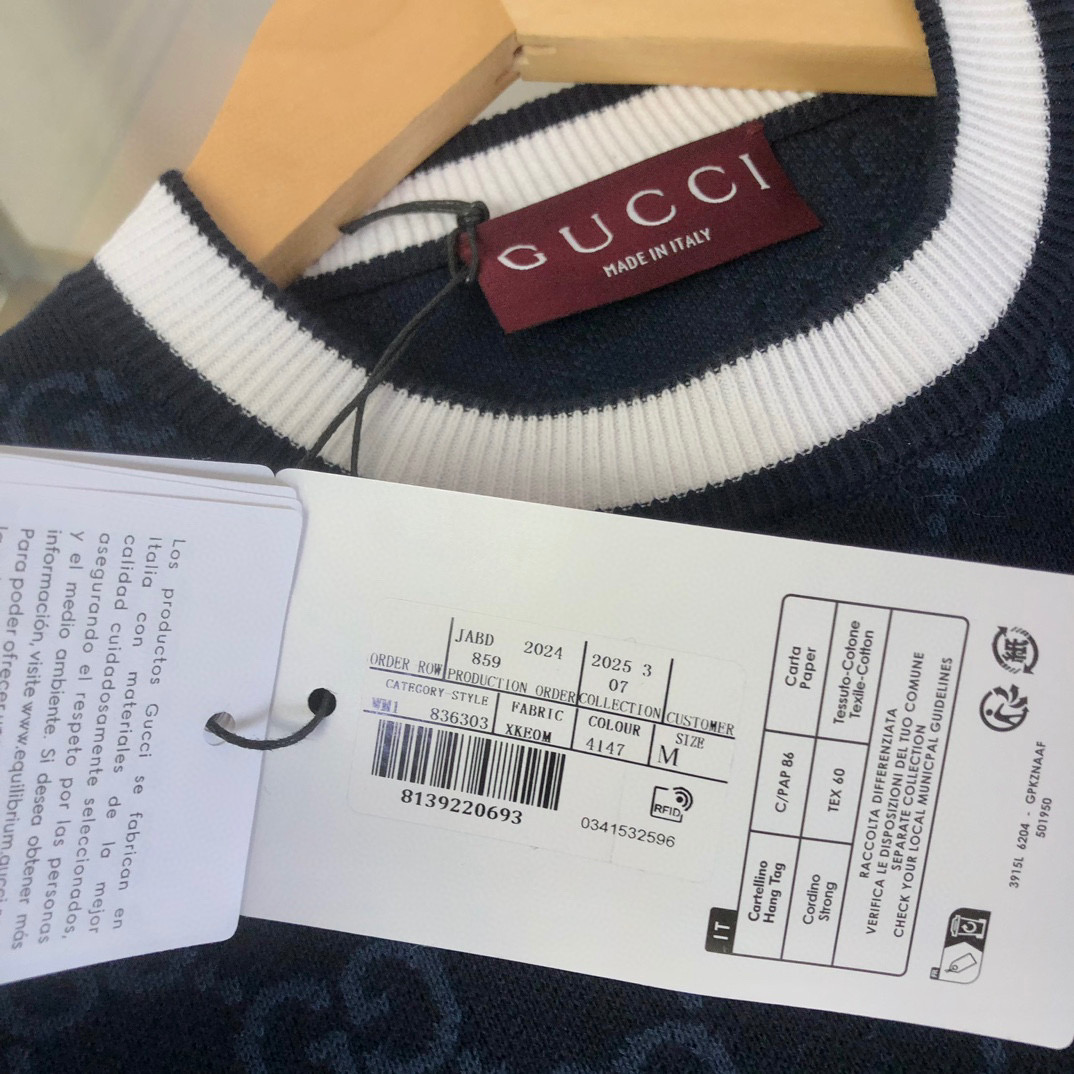 GUCCI
MADE IN ITALY
Los productos Gucci se fabrican en
Italia con materiales de la mejor
calidad cuidadosamente seleccionados,
asegurando el respeto por las personas
y el medio ambiente. Si desea obtener más
información, visite www.equilibrium.gucci
Para poder ofrecer
JABD 2024
859
2025 3
07
ORDER ROW PRODUCTION ORDER COLLECTION CUSTOMER
CATEGORY-STYLE FABRIC COLOUR SIZE
836303 XKEOM 4147 M
8139220693
RFID
0341532596
Carta
Paper
Tessuto-Cotone
Texile-Cotton
C/PAP 86
TEX 60
Cartellino
Hang Tag
Cordino
Strong
IT
RACCOLTA DIFFERENZIATA
VERIFICA LE DISPOSIZIONI DEL TUO COMUNE
SEPARATE COLLECTION
CHECK YOUR LOCAL MUNICPAL GUIDELINES
3915L 6204 - GPKZNAAF
501950
FR